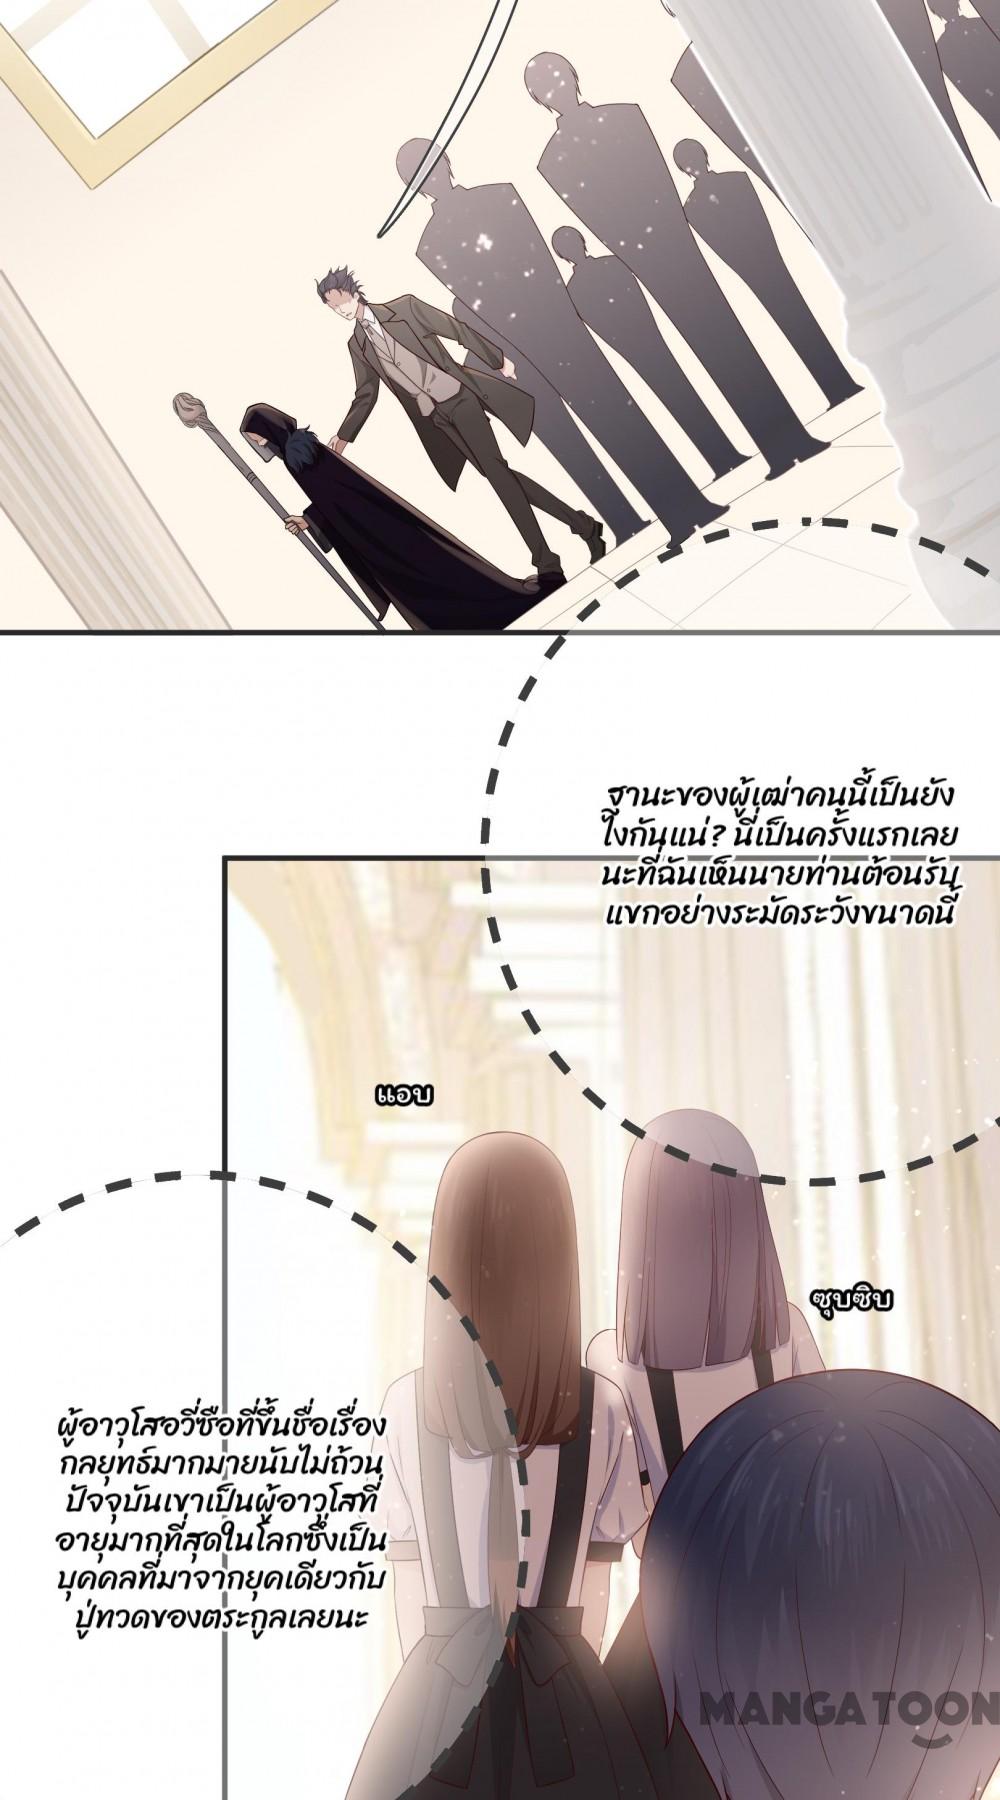 ฐานะของผู้เฒ่าคนนี้เป็นยัง
ไงกันแน่? นี่เป็นครั้งแรกเลย
นะที่ฉันเห็นนายท่านต้อนรับ
แขกอย่างระมัดระวังขนาดนี้
แอบ
ซุบซิบ
ผู้อาวุโสอวี่ซือที่ขึ้นชื่อเรื่อง
กลยุทธ์มากมายนับไม่ถ้วน
ปัจจุบันเขาเป็นผู้อาวุโสที่
อายุมากที่สุดในโลกซึ่งเป็น
บุคคลที่มาจากยุคเดียวกับ
ปู่ทวดของตระกูลเลยนะ
MANGATOON